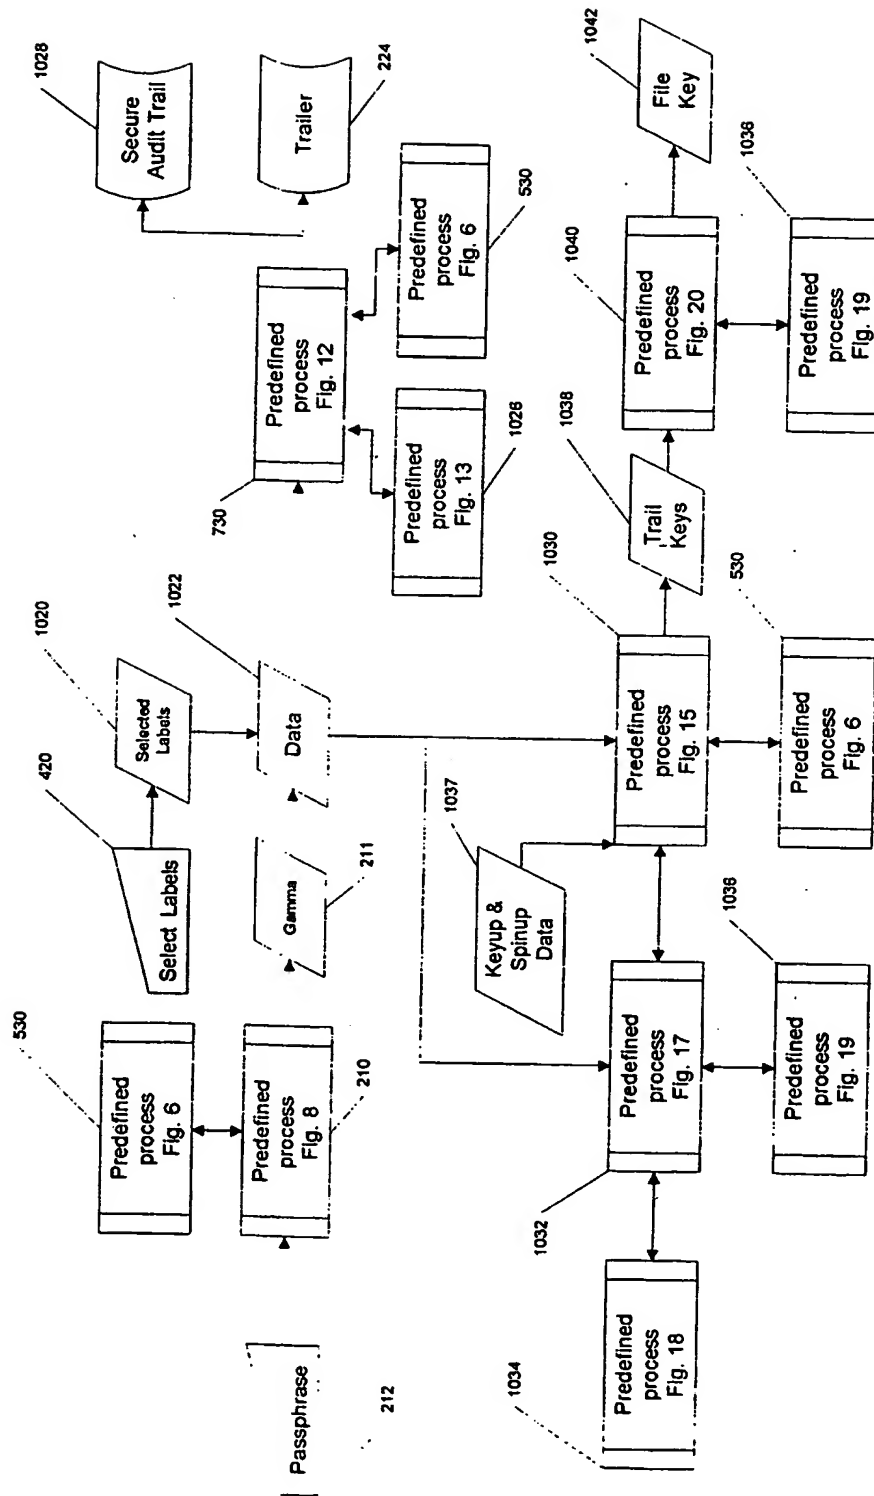 530
Predefined
process
Fig. 6
420
Select Labels
1020
Selected
Labels
1028
Secure
Audit Trail
Passphrase
212
Predefined
process
Fig. 8
210
Gamma
211
Data
1022
730
Predefined
process
Fig. 12
Trailer
224
Predefined
process
Fig. 13
1026
Predefined
process
Fig. 6
530
1034
Predefined
process
Fig. 18
1032
Predefined
process
Fig. 17
1037
Keyup &
Spinup
Data
Predefined
process
Fig. 15
1030
Trail
Keys
1038
Predefined
process
Fig. 20
1040
File
Key
1042
Predefined
process
Fig. 19
1036
Predefined
process
Fig. 6
530
Predefined
process
Fig. 19
1036